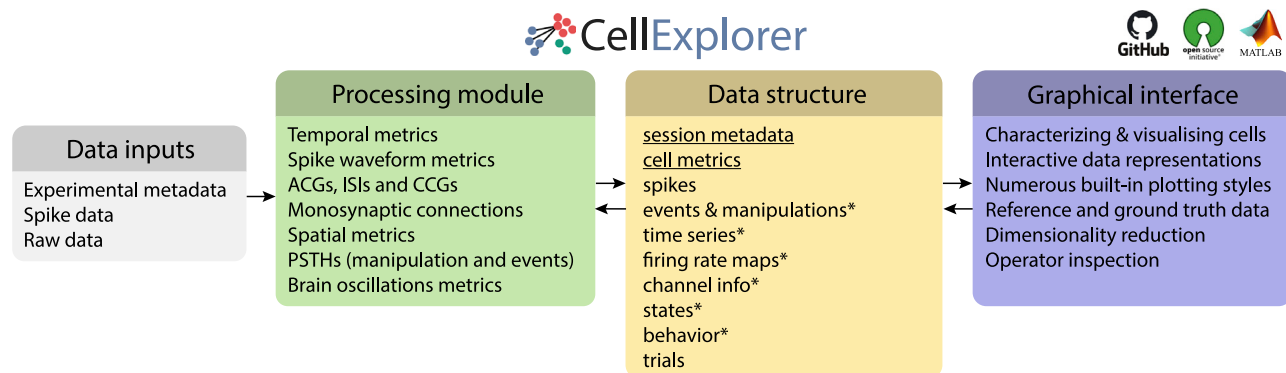 CellExplorer
GitHub
open source
initiative®
MATLAB
Data inputs
Experimental metadata
Spike data
Raw data
Processing module
Temporal metrics
Spike waveform metrics
ACGs, ISIs and CCGs
Monosynaptic connections
Spatial metrics
PSTHs (manipulation and events)
Brain oscillations metrics
Data structure
session metadata
cell metrics
spikes
events & manipulations*
time series*
firing rate maps*
channel info*
states*
behavior*
trials
Graphical interface
Characterizing & visualising cells
Interactive data representations
Numerous built-in plotting styles
Reference and ground truth data
Dimensionality reduction
Operator inspection